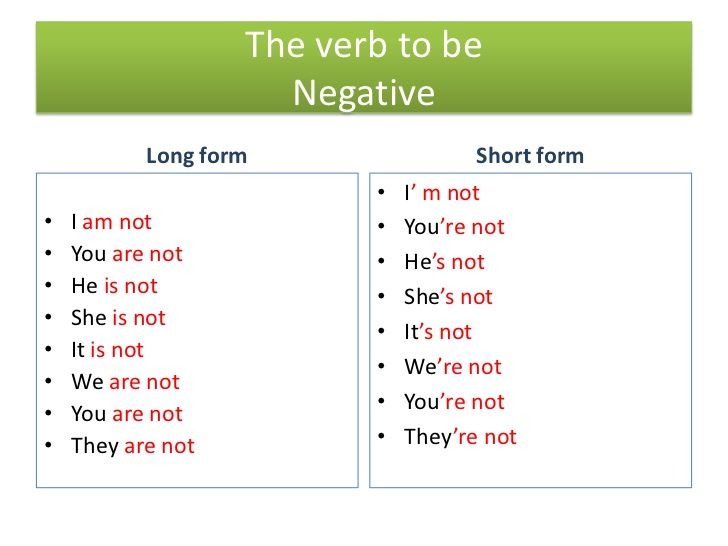 The verb to be
Negative
Long form
• I am not
• You are not
• He is not
• She is not
• It is not
• We are not
• You are not
• They are not
Short form
• I’ m not
• You’re not
• He’s not
• She’s not
• It’s not
• We’re not
• You’re not
• They’re not